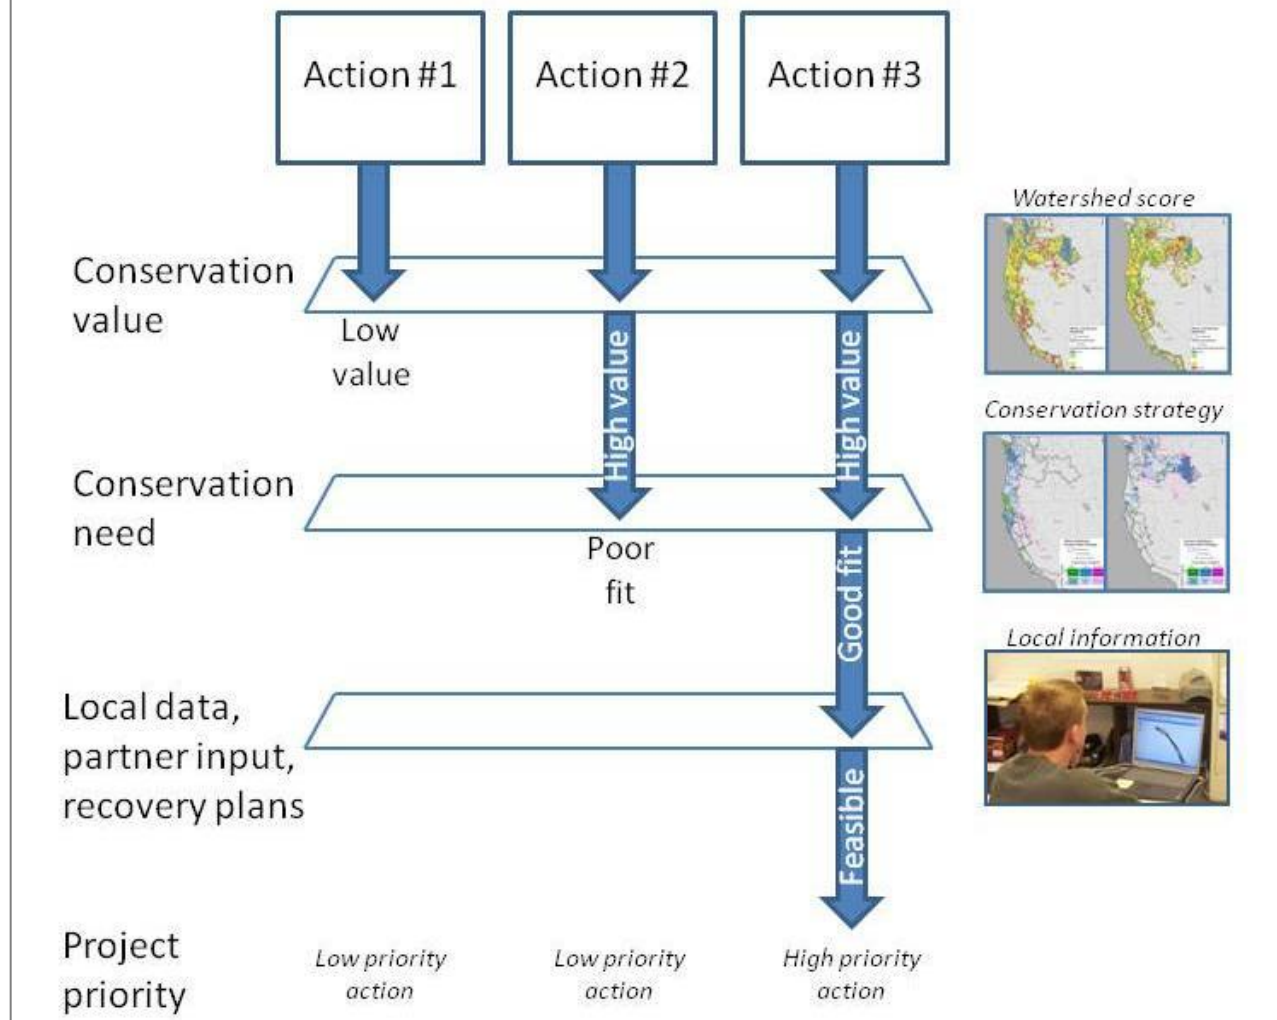 Action #1
Action #2
Action #3
Watershed score
Conservation
value
Low
value
High value
High value
Conservation strategy
Conservation
need
Poor
fit
Good fit
Local information
Local data,
partner input,
recovery plans
Feasible
Project
priority
Low priority
action
Low priority
action
High priority
action